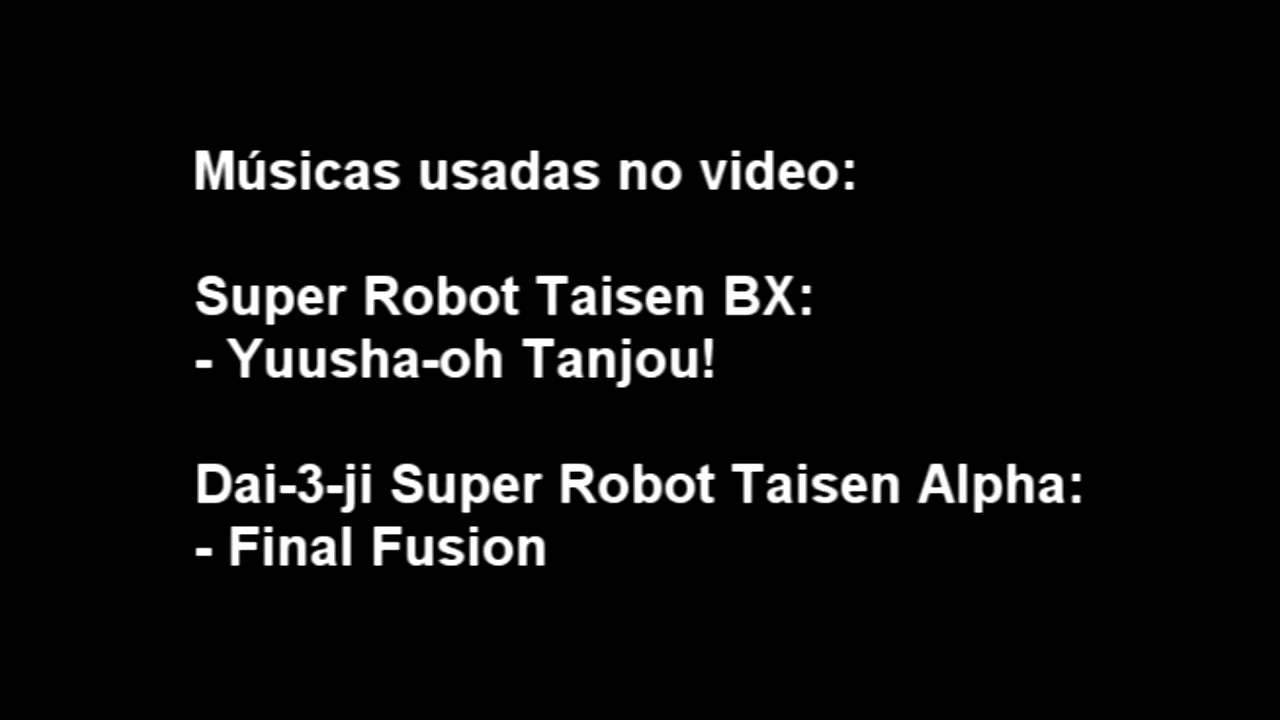 Músicas usadas no video:
Super Robot Taisen BX:
- Yuusha-oh Tanjou!
Dai-3-ji Super Robot Taisen Alpha:
- Final Fusion